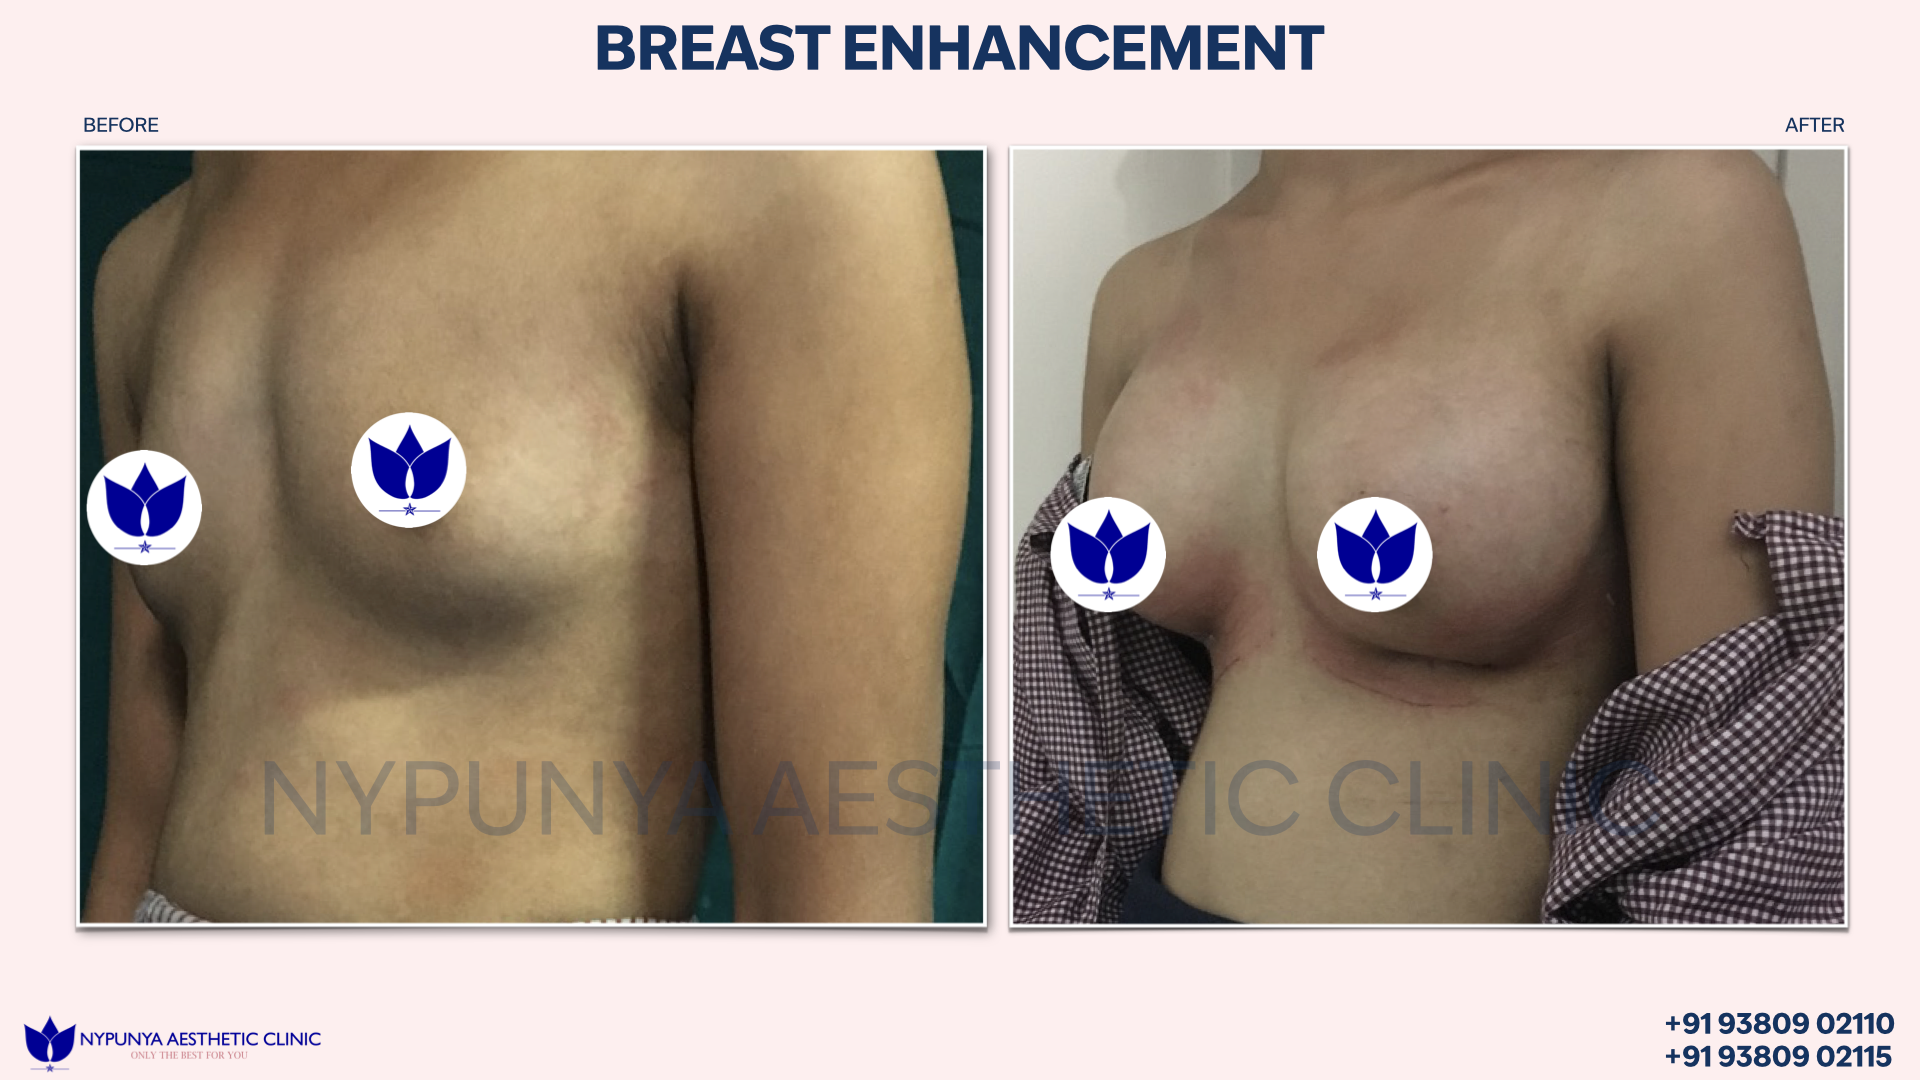 BREAST ENHANCEMENT
BEFORE
AFTER
NYPUNYA AESTHETIC CLINIC
NYPUNYA AESTHETIC CLINIC
ONLY THE BEST FOR YOU
+91 93809 02110
+91 93809 02115